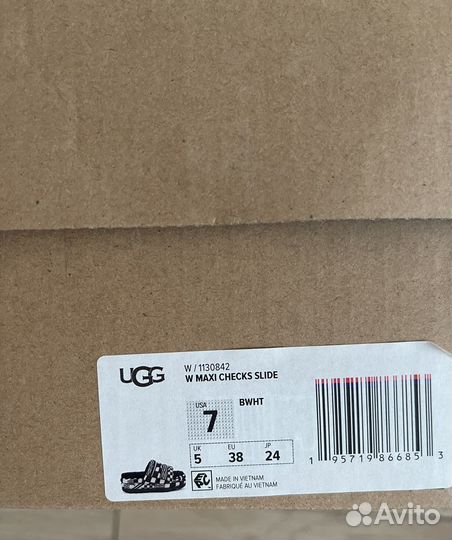 UGG
W / 1130842
W MAXI CHECKS SLIDE
BWHT
USA
7
UK
5
EU
38
JP
24
MADE IN VIETNAM
FABRIQUÉ AU VIETNAM
1 95719 86685 3
Avito